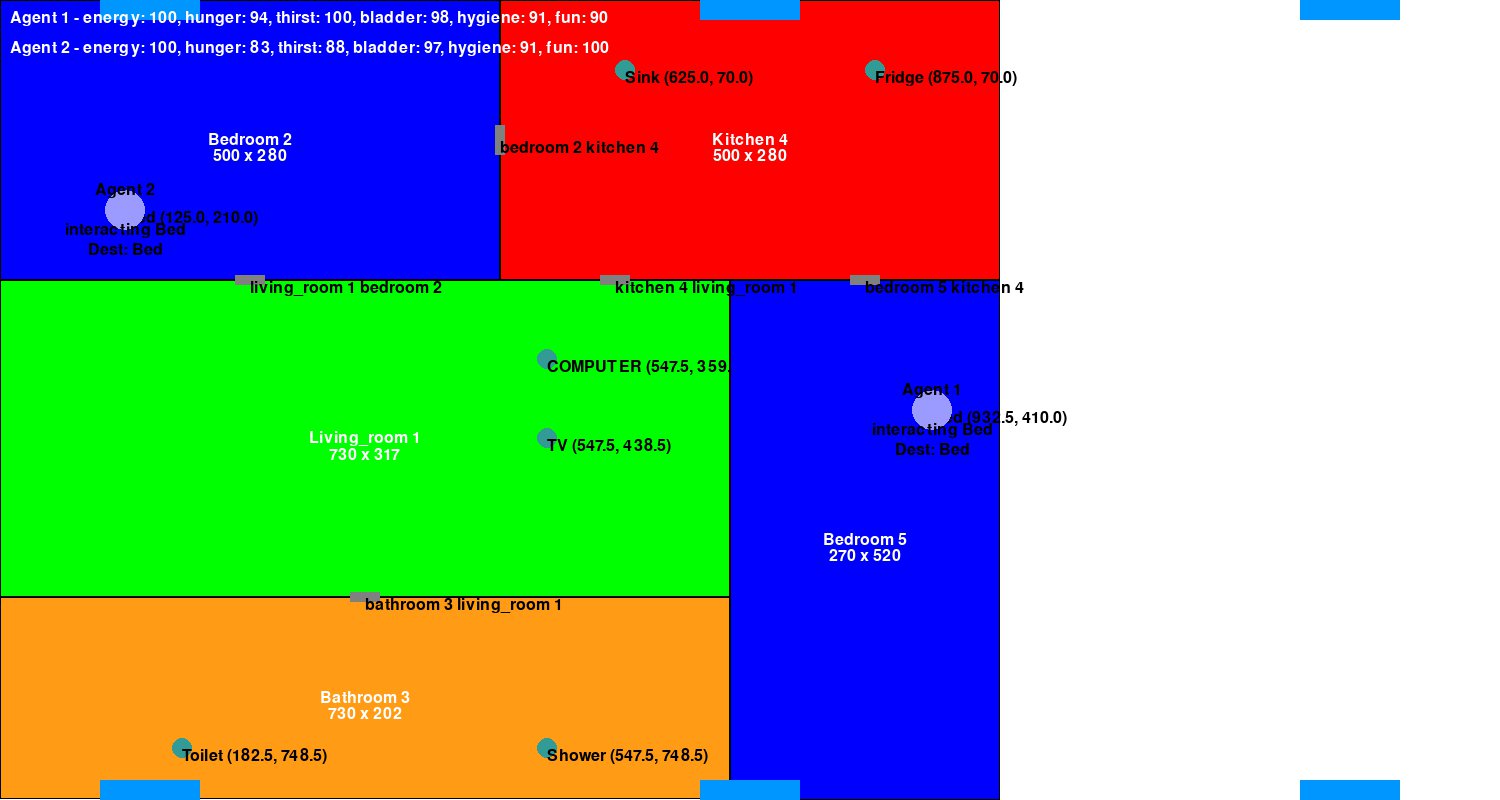 Agent 1 - energy: 100, hunger: 94, thirst: 100, bladder: 98, hygiene: 91, fun: 90
Agent 2 - energy: 100, hunger: 83, thirst: 88, bladder: 97, hygiene: 91, fun: 100
Sink (625.0, 70.0)
Fridge (875.0, 70.0)
Bedroom 2
500 x 280
Kitchen 4
500 x 280
bedroom 2 kitchen 4
Agent 2
(125.0, 210.0)
interacting Bed
Dest: Bed
living_room 1 bedroom 2
kitchen 4 living_room 1
bedroom 5 kitchen 4
COMPUTER (547.5, 359.
Agent 1
(932.5, 410.0)
interacting Bed
Dest: Bed
Living_room 1
730 x 317
TV (547.5, 438.5)
Bedroom 5
270 x 520
bathroom 3 living_room 1
Bathroom 3
730 x 202
Toilet (182.5, 748.5)
Shower (547.5, 748.5)